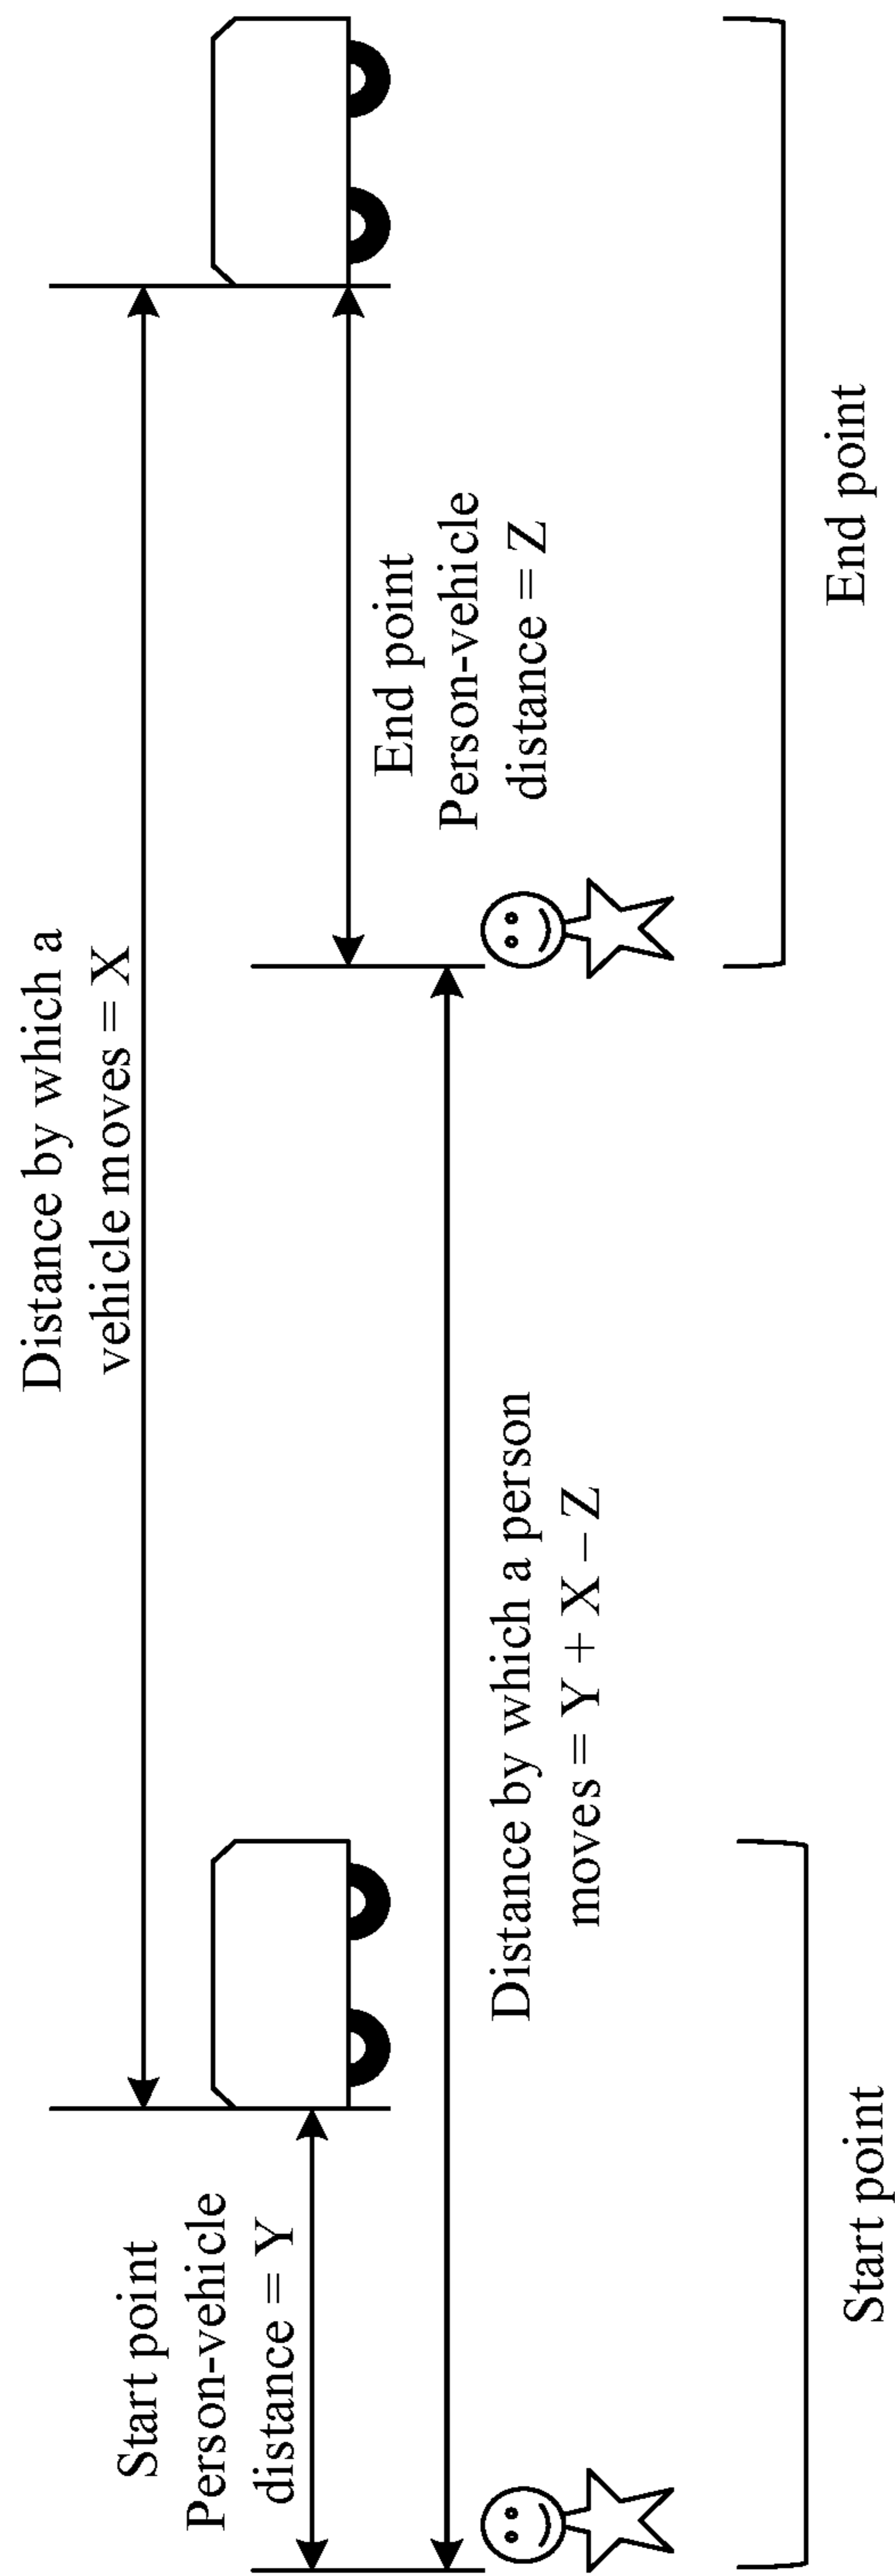 Distance by which a
vehicle moves = X
Start point
Person-vehicle
distance = Y
End point
Person-vehicle
distance = Z
Distance by which a person
moves = Y + X − Z
Start point
End point